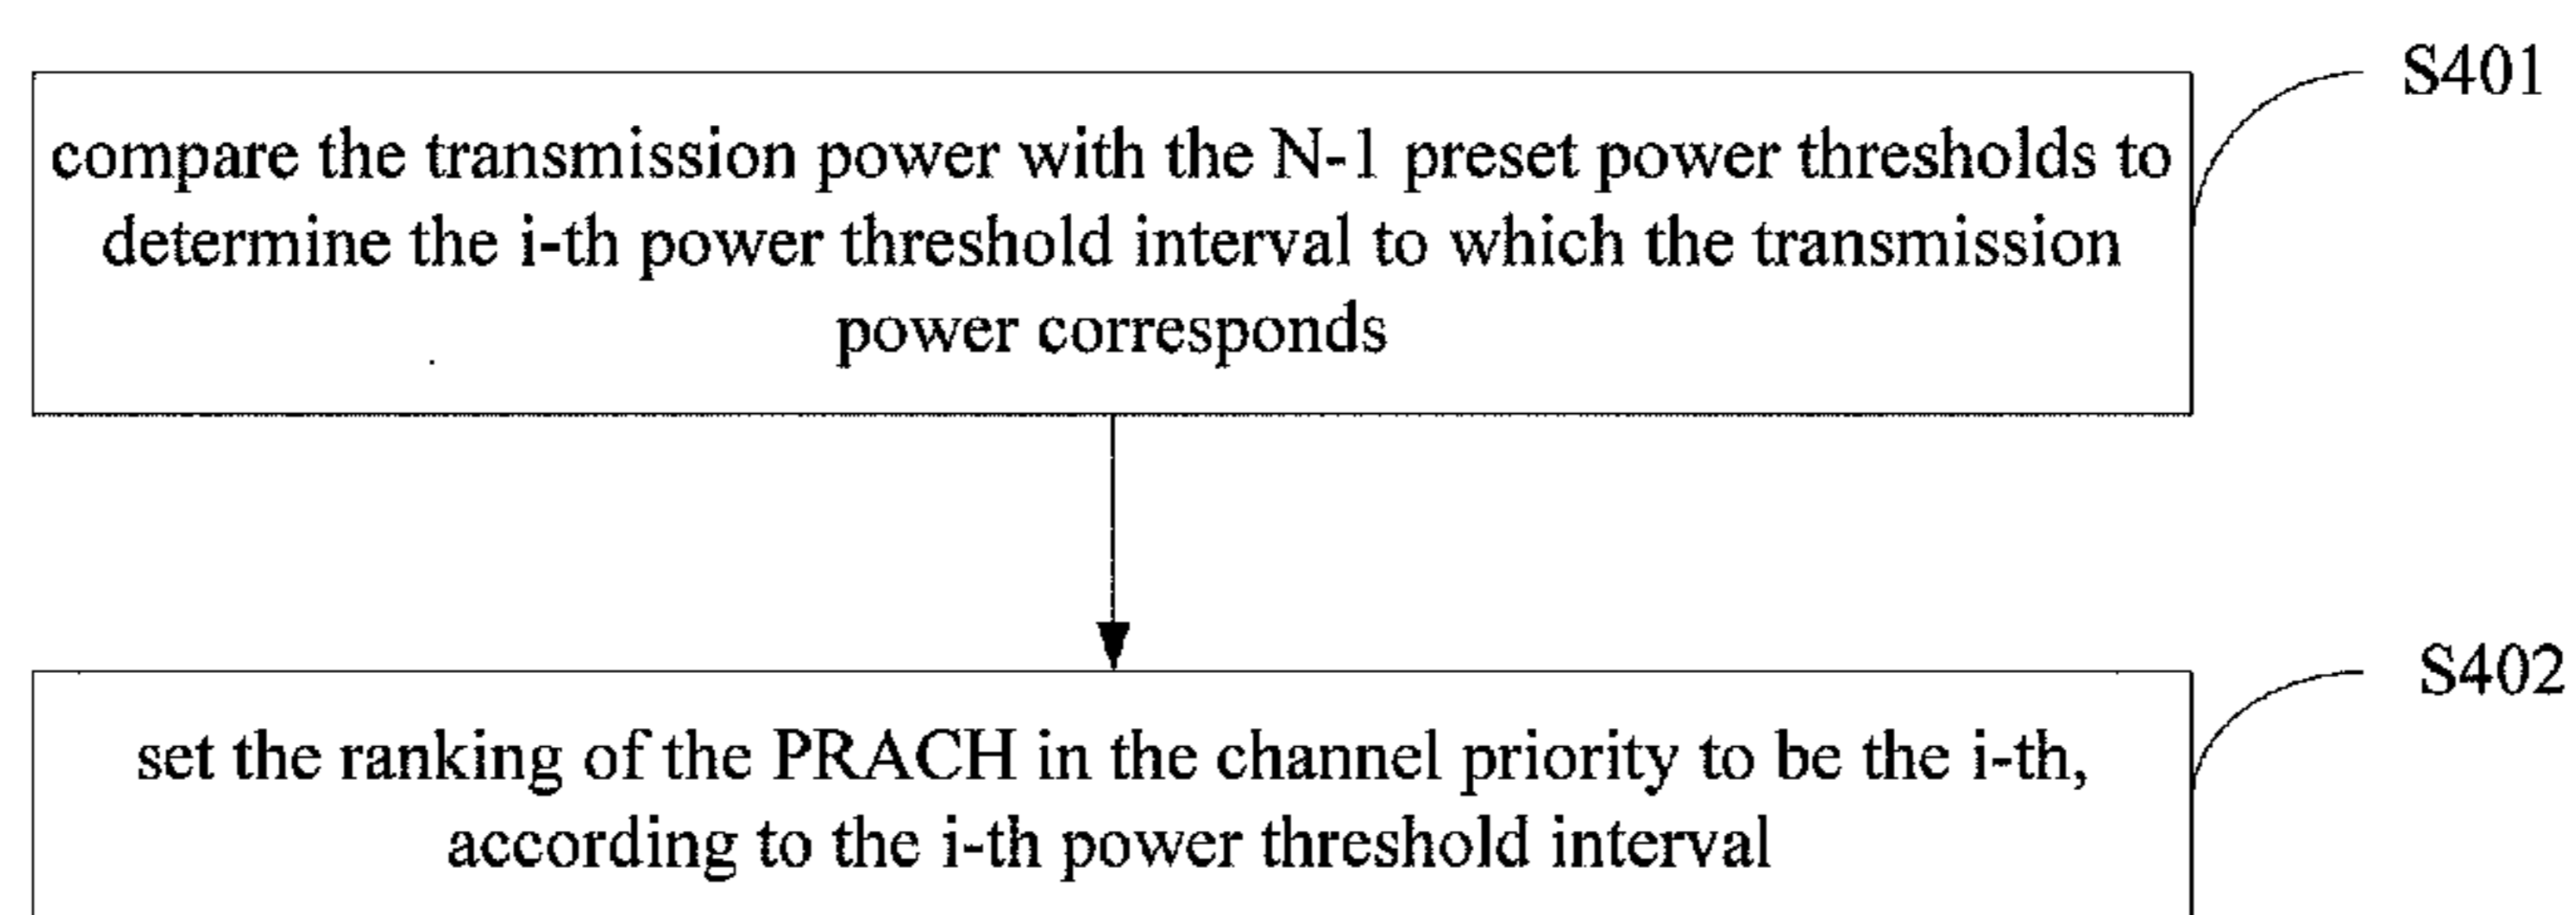 S401
compare the transmission power with the N-1 preset power thresholds to
determine the i-th power threshold interval to which the transmission
power corresponds
S402
set the ranking of the PRACH in the channel priority to be the i-th,
according to the i-th power threshold interval